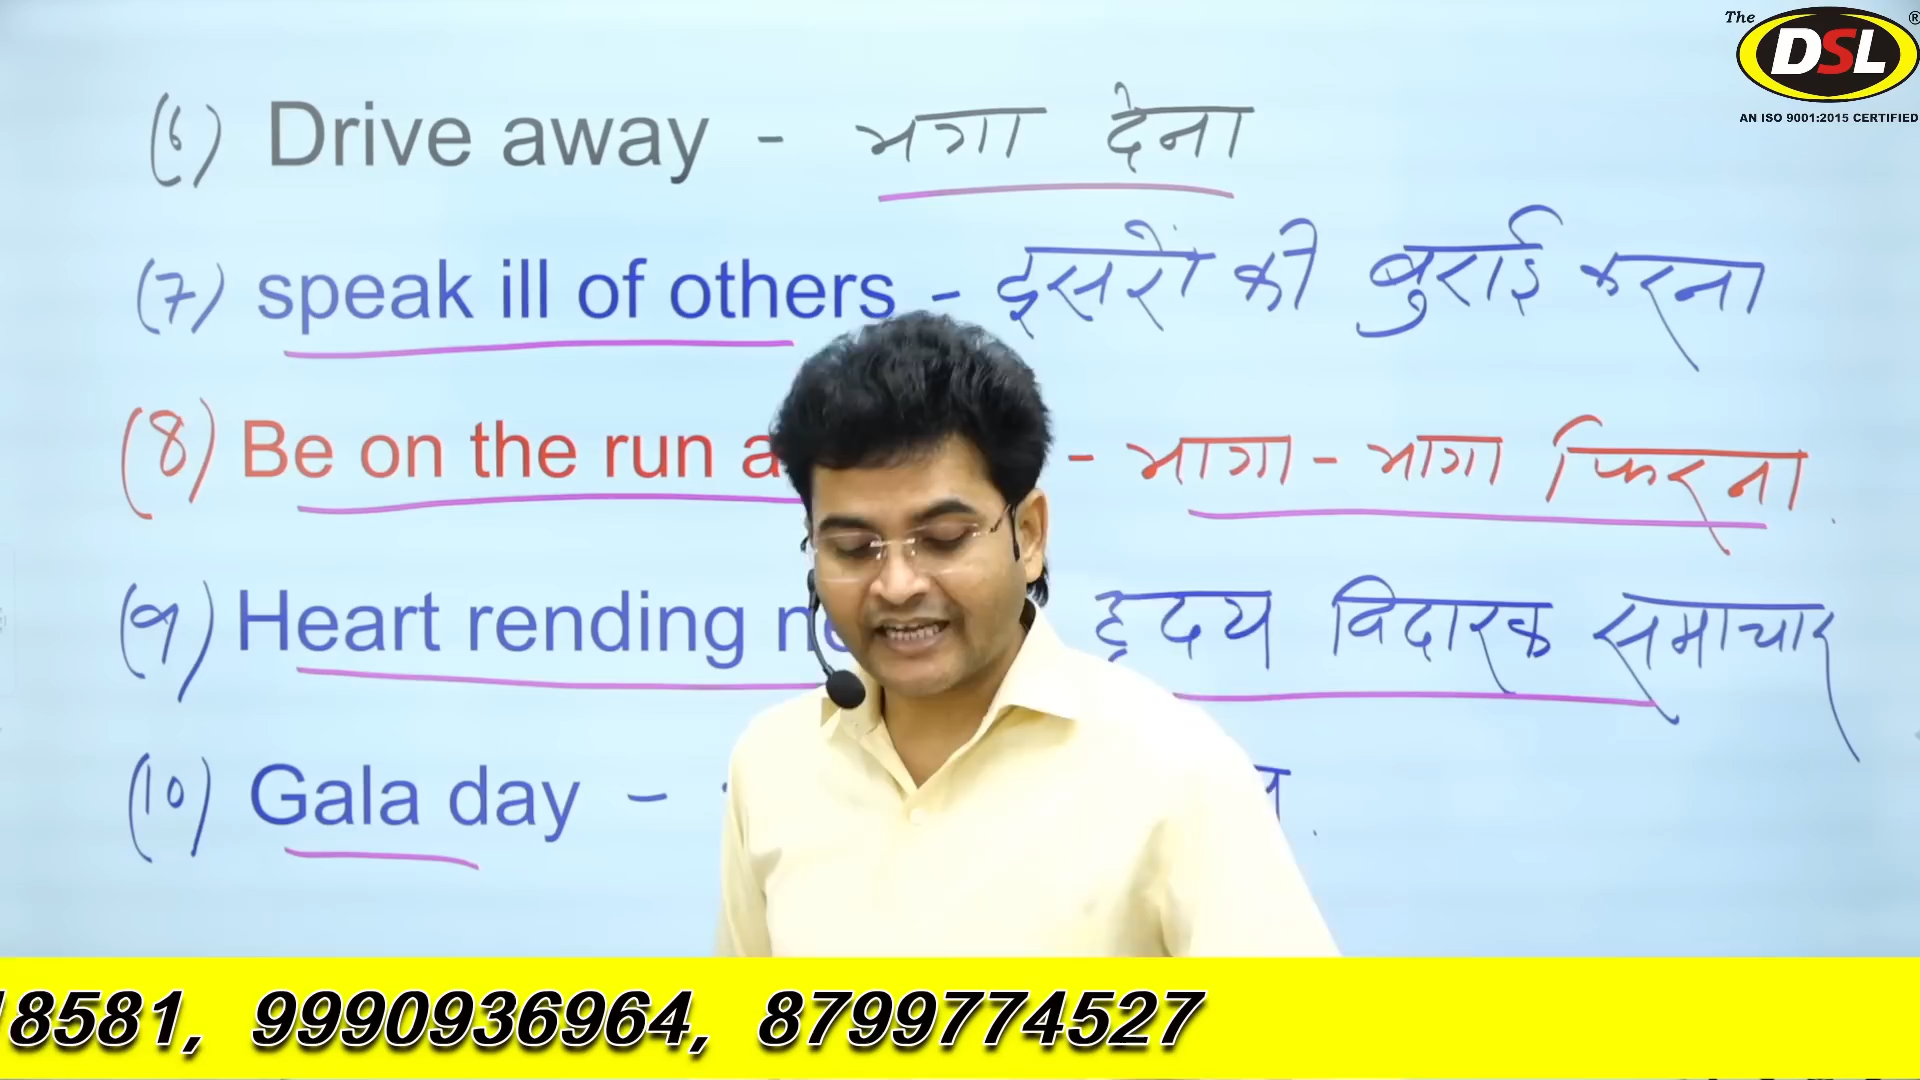 The
DSL ®
AN ISO 9001:2015 CERTIFIED
(6) Drive away - भगा देना
(7) speak ill of others - दूसरों की बुराई करना
(8) Be on the run - भागा - भागा फिरना
(9) Heart rending हृदय विदारक समाचार
(10) Gala day -
18581, 9990936964, 8799774527